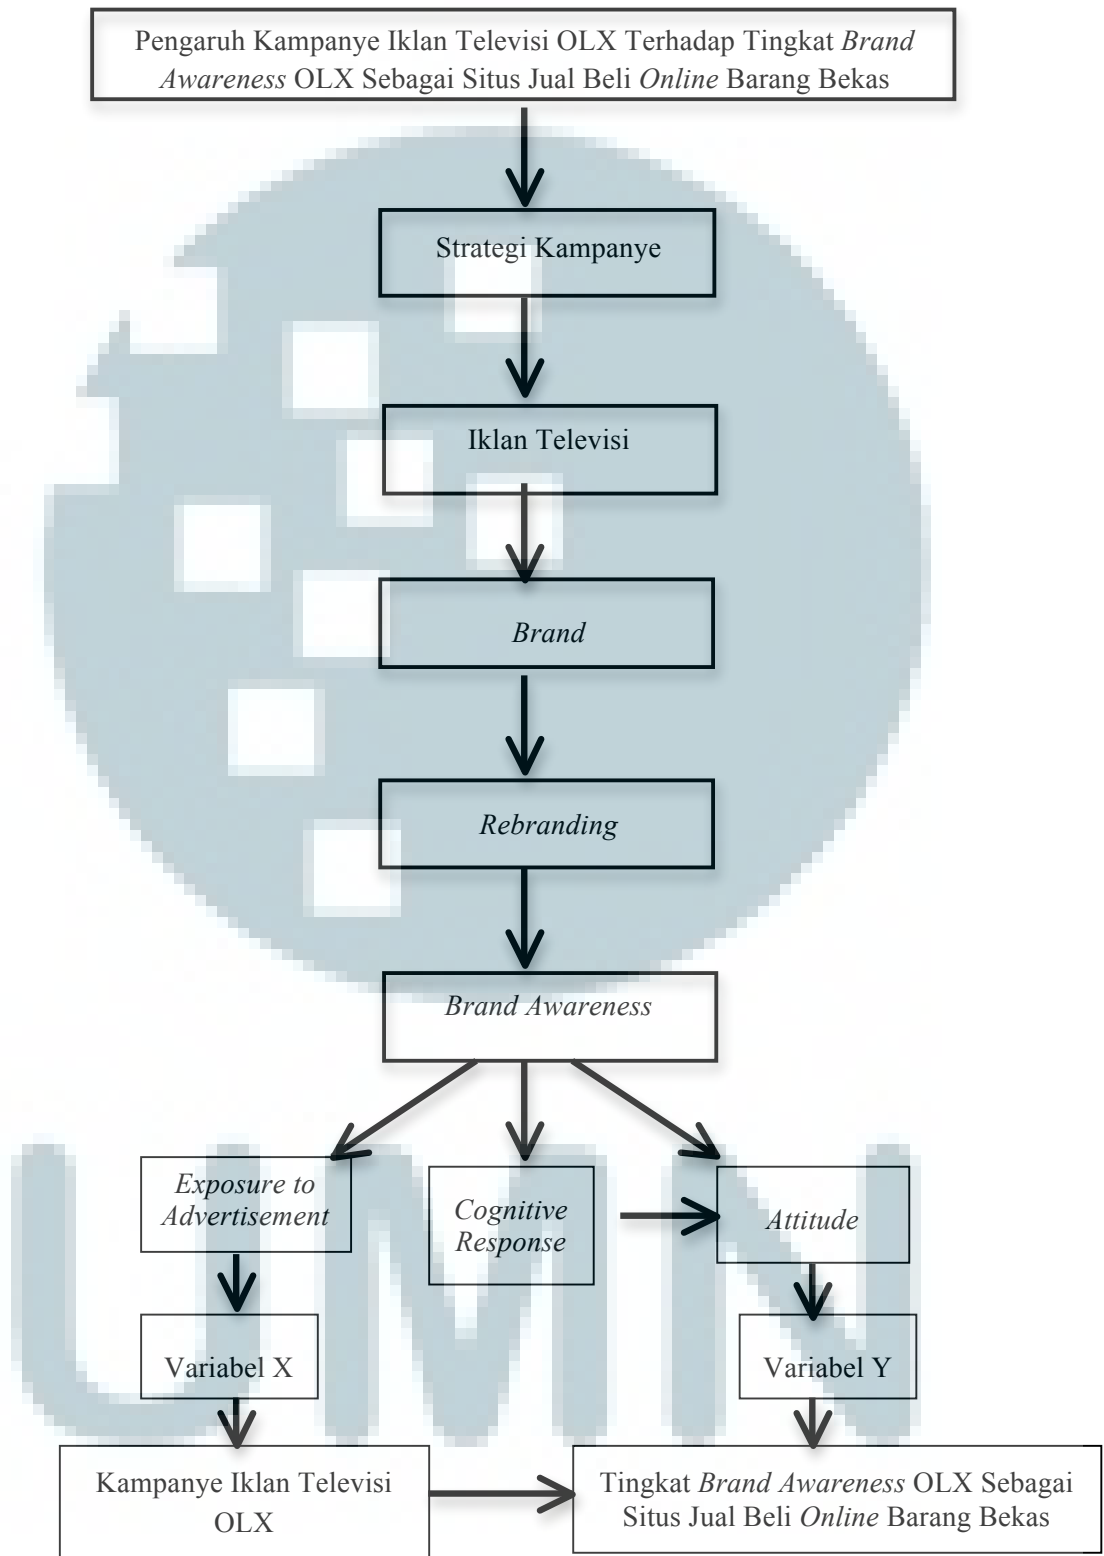 Pengaruh Kampanye Iklan Televisi OLX Terhadap Tingkat Brand
Awareness OLX Sebagai Situs Jual Beli Online Barang Bekas
Strategi Kampanye
Iklan Televisi
Brand
Rebranding
Brand Awareness
Exposure to
Advertisement
Cognitive
Response
Attitude
Variabel X
Variabel Y
Kampanye Iklan Televisi
OLX
Tingkat Brand Awareness OLX Sebagai
Situs Jual Beli Online Barang Bekas
UMN